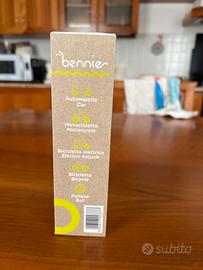 bennie
Automobile
Car
Motocicletta
Motorcycle
Bicicletta elettrica
Electric bicycle
Bicicletta
Bicycle
Pallone
Ball
subito